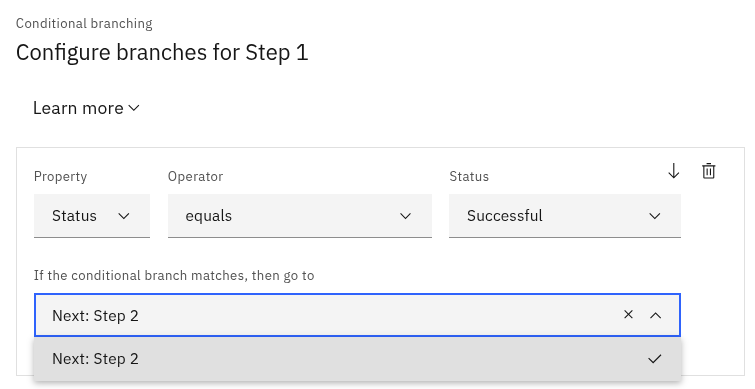 Conditional branching
Configure branches for Step 1
Learn more
Property Operator Status
Status equals Successful
If the conditional branch matches, then go to
Next: Step 2
Next: Step 2